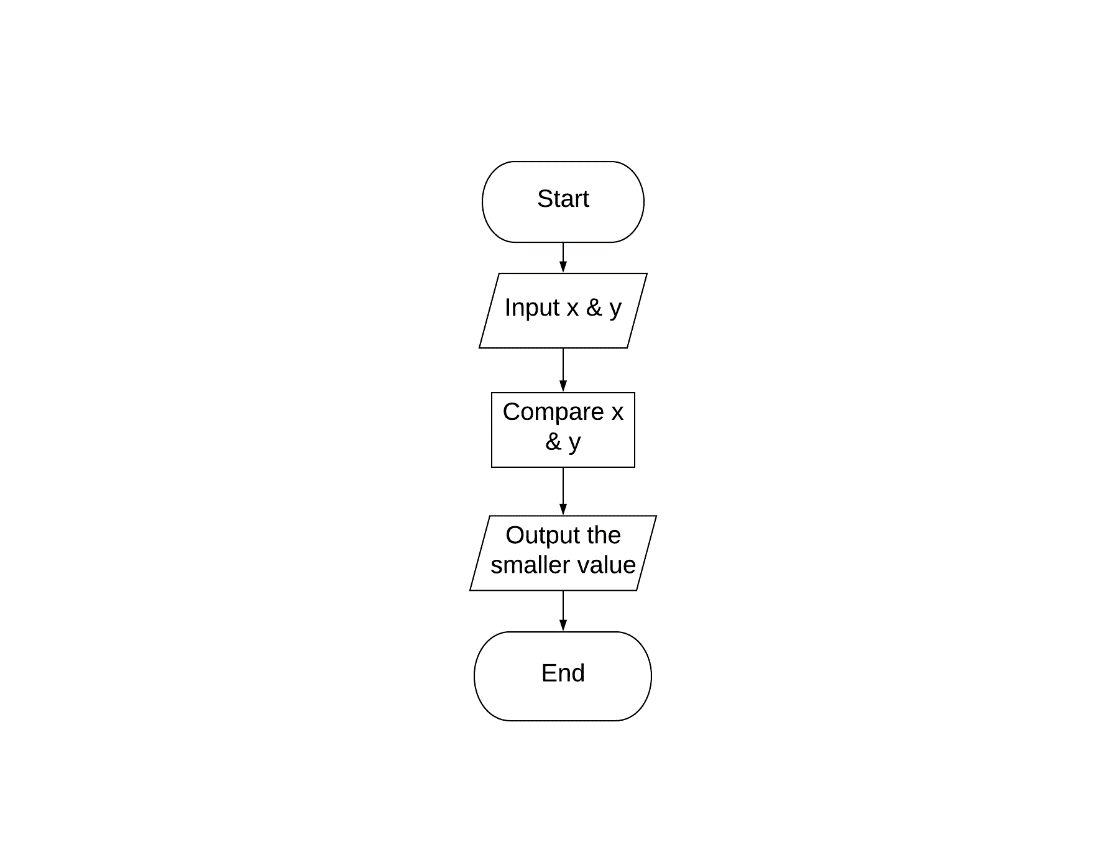 Start
Input x & y
Compare x
& y
Output the
smaller value
End